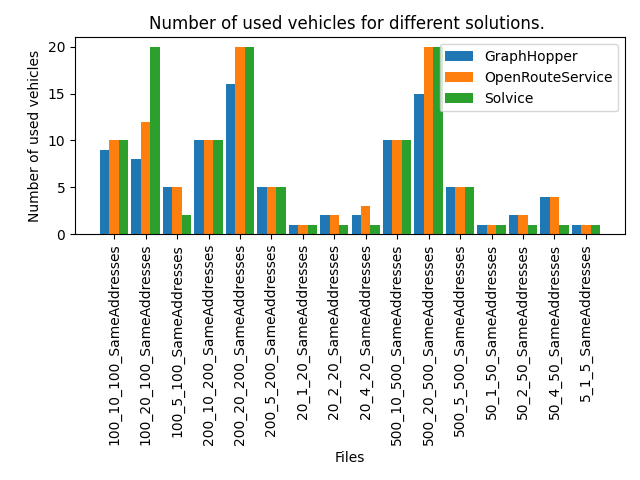 Number of used vehicles for different solutions.
GraphHopper
OpenRouteService
Solvice
Number of used vehicles
20
15
10
5
0
100_10_100_SameAddresses
100_20_100_SameAddresses
100_5_100_SameAddresses
200_10_200_SameAddresses
200_20_200_SameAddresses
200_5_200_SameAddresses
20_1_20_SameAddresses
20_2_20_SameAddresses
20_4_20_SameAddresses
500_10_500_SameAddresses
500_20_500_SameAddresses
500_5_500_SameAddresses
50_1_50_SameAddresses
50_2_50_SameAddresses
50_4_50_SameAddresses
5_1_5_SameAddresses
Files